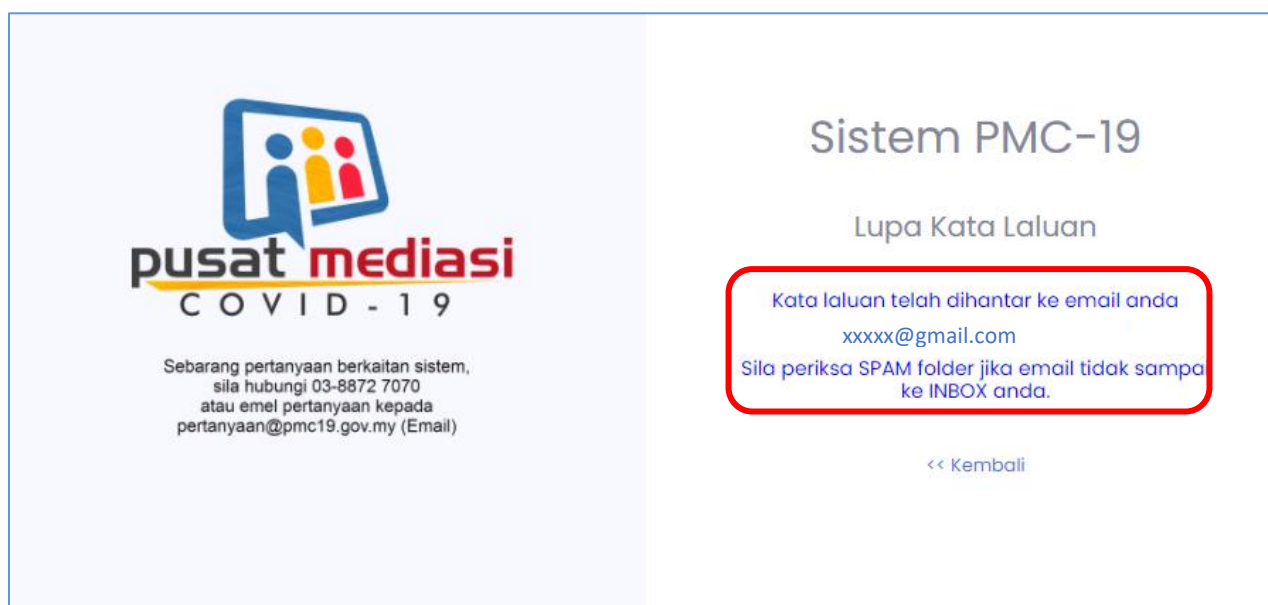 pusat mediasi
COVID-19
Sebarang pertanyaan berkaitan sistem,
sila hubungi 03-8872 7070
atau emel pertanyaan kepada
pertanyaan@pmc19.gov.my (Email)
Sistem PMC-19
Lupa Kata Laluan
Kata laluan telah dihantar ke email anda
xxxxx@gmail.com
Sila periksa SPAM folder jika email tidak sampai
ke INBOX anda.
<< Kembali